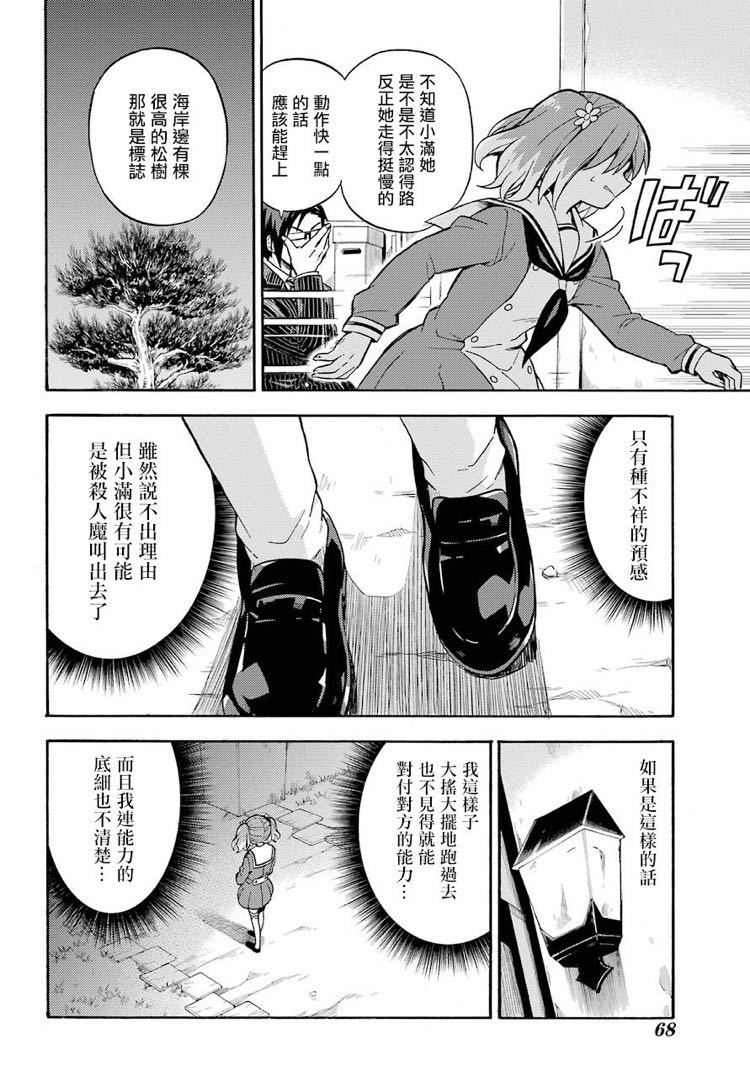 不知道小滿她
是不是不太認得路
反正她走得挺慢的
動作快一點
的話
應該能趕上
ばっ
海岸邊有棵
很高的松樹
那就是標誌
只有種不祥的預感
雖然説不出理由
但小滿很有可能
是被殺人魔叫出去了
如果是這樣的話
我這樣子
大搖大擺地跑過去
也不見得就能
對付對方的能力…
而且我連能力的
底細也不清楚…
68